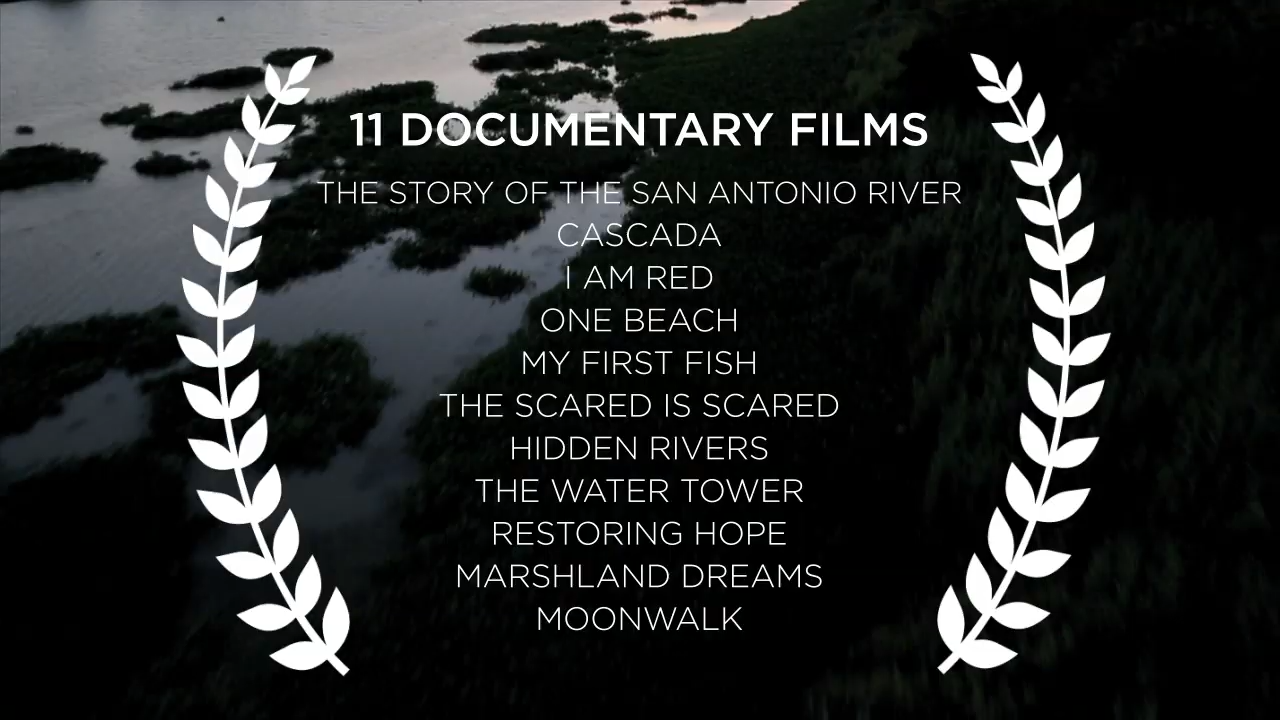 11 DOCUMENTARY FILMS
THE STORY OF THE SAN ANTONIO RIVER
CASCADA
I AM RED
ONE BEACH
MY FIRST FISH
THE SCARED IS SCARED
HIDDEN RIVERS
THE WATER TOWER
RESTORING HOPE
MARSHLAND DREAMS
MOONWALK